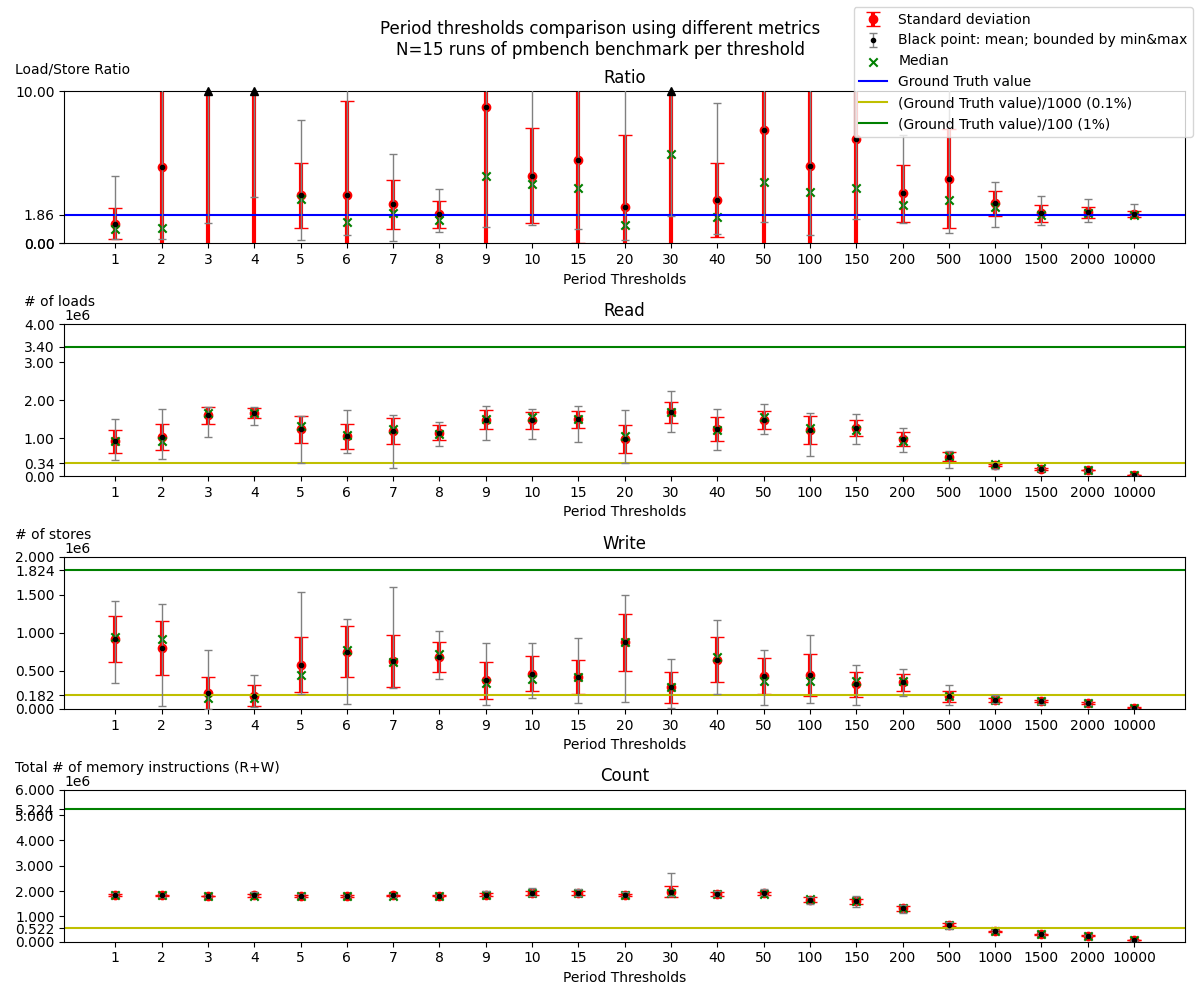 Period thresholds comparison using different metrics
N=15 runs of pmbench benchmark per threshold
Standard deviation
Black point: mean; bounded by min&max
Median
Ground Truth value
(Ground Truth value)/1000 (0.1%)
(Ground Truth value)/100 (1%)
Load/Store Ratio
Ratio
10.00
1.86
0.00
1 2 3 4 5 6 7 8 9 10 15 20 30 40 50 100 150 200 500 1000 1500 2000 10000
Period Thresholds
# of loads
1e6
Read
4.00
3.40
3.00
2.00
1.00
0.34
0.00
1 2 3 4 5 6 7 8 9 10 15 20 30 40 50 100 150 200 500 1000 1500 2000 10000
Period Thresholds
# of stores
1e6
Write
2.000
1.824
1.500
1.000
0.500
0.182
0.000
1 2 3 4 5 6 7 8 9 10 15 20 30 40 50 100 150 200 500 1000 1500 2000 10000
Period Thresholds
Total # of memory instructions (R+W)
1e6
Count
6.000
5.224
5.000
4.000
3.000
2.000
1.000
0.522
0.000
1 2 3 4 5 6 7 8 9 10 15 20 30 40 50 100 150 200 500 1000 1500 2000 10000
Period Thresholds